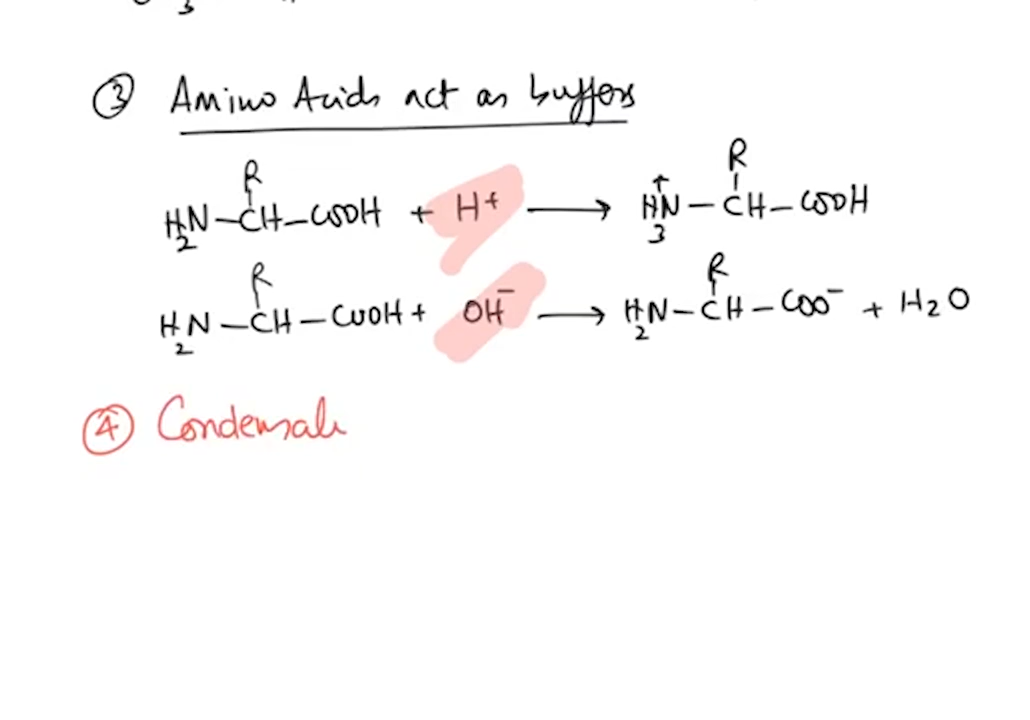 3
③ Amino Acids act as buffers
R
H₂N–CH–COOH + H⁺ → H₃N⁺–CH–COOH
R
R
H₂N–CH–COOH + OH⁻ → H₂N–CH–COO⁻ + H₂O
R
④ Condensati